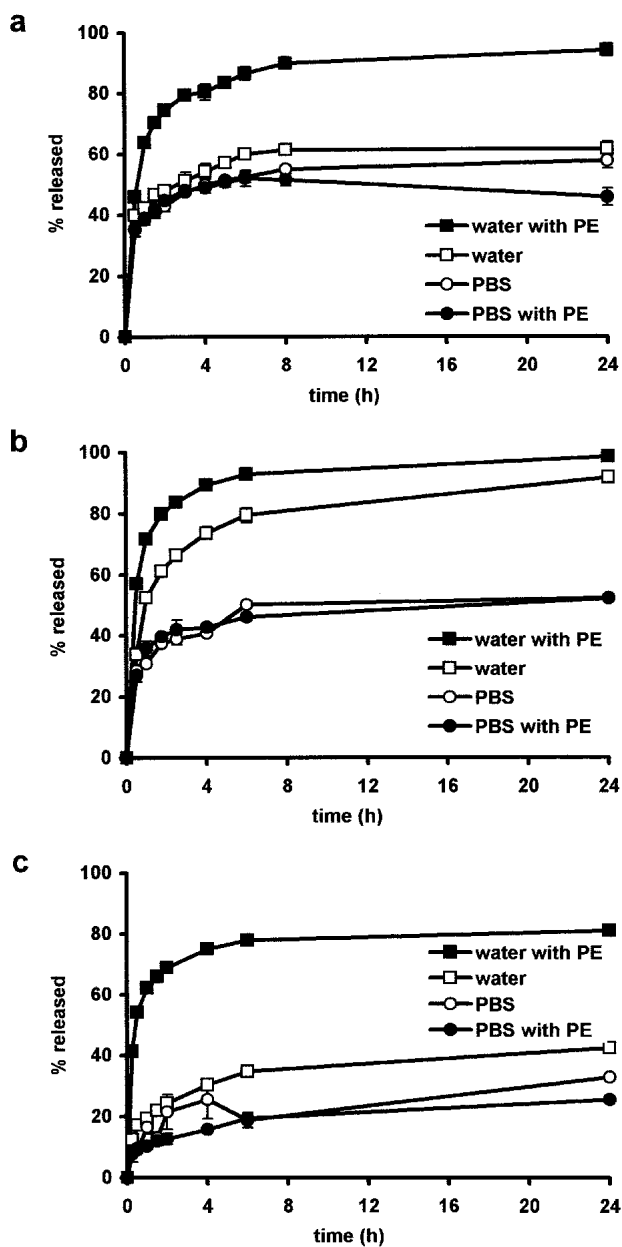 a
100
80
60
40
20
0
% released
water with PE
water
PBS
PBS with PE
0 4 8 12 16 20 24
time (h)
b
100
80
60
40
20
0
% released
water with PE
water
PBS
PBS with PE
0 4 8 12 16 20 24
time (h)
c
100
80
60
40
20
0
% released
water with PE
water
PBS
PBS with PE
0 4 8 12 16 20 24
time (h)